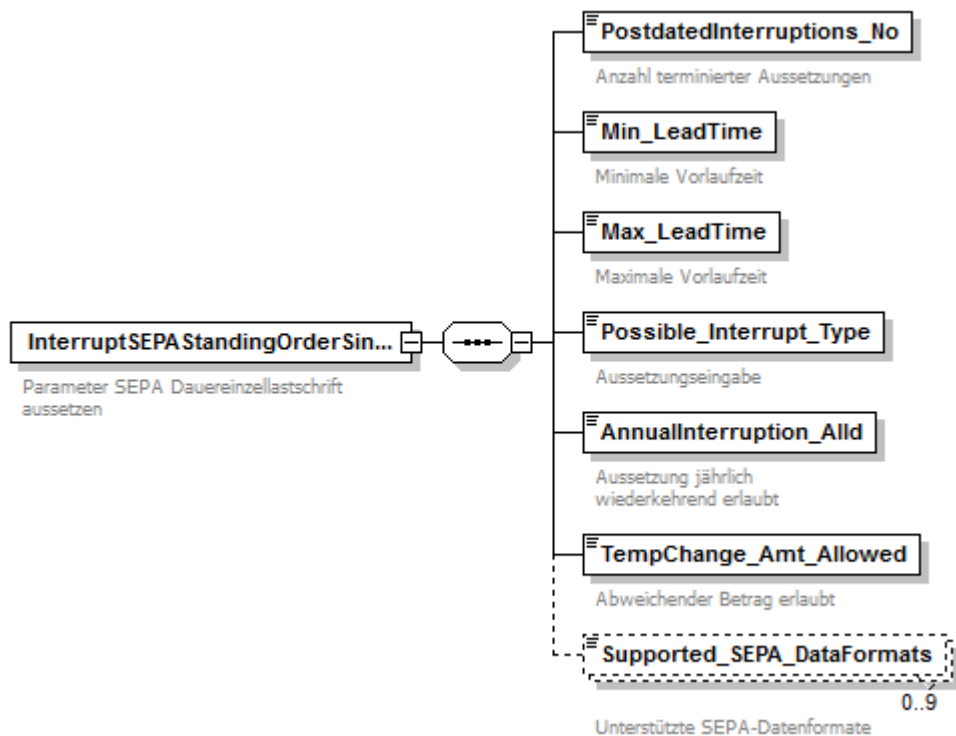 PostdatedInterruptions_No
Anzahl terminierter Aussetzungen
Min_LeadTime
Minimale Vorlaufzeit
Max_LeadTime
Maximale Vorlaufzeit
InterruptSEPAStandingOrderSin...
Parameter SEPA Dauereinzellastschrift
aussetzen
Possible_Interrupt_Type
Aussetzungseingabe
AnnualInterruption_Alld
Aussetzung jährlich
wiederkehrend erlaubt
TempChange_Amt_Allowed
Abweichender Betrag erlaubt
Supported_SEPA_DataFormats
0..9
Unterstützte SEPA-Datenformate